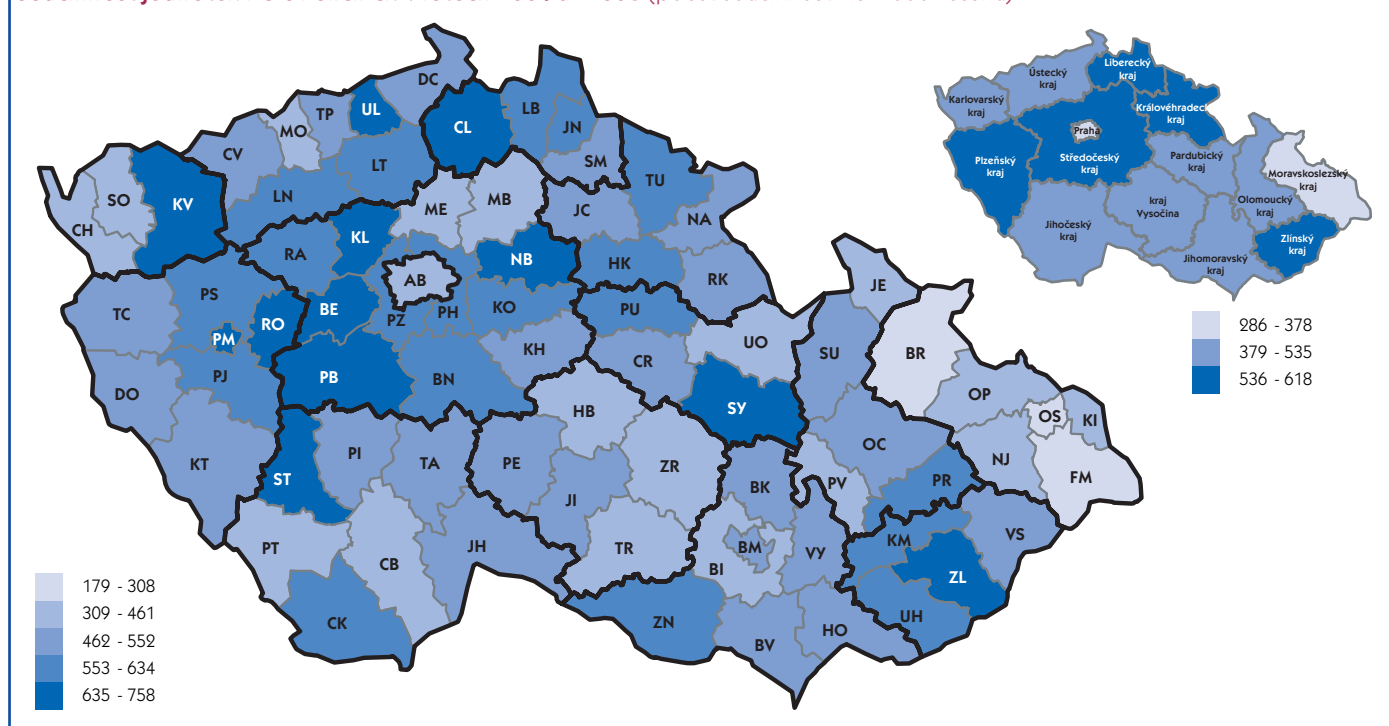 DC
UL
TP
MO
CV
CL
LB
JN
SM
LT
LN
TU
SO
KV
CH
ME
MB
JC
NA
KL
RA
AB
NB
HK
RK
TC
PS
RO
BE
PZ
PH
KO
PU
PM
PJ
PB
BN
KH
CR
UO
SU
JE
BR
DO
KT
ST
PI
TA
PE
HB
ZR
SY
OC
OP
OS
KI
NJ
FM
JI
BK
PV
PR
PT
CB
JH
TR
BI
BM
VY
KM
VS
ZL
CK
ZN
BV
HO
UH
179 - 308
309 - 461
469 - 552
553 - 634
635 - 758
Liberecký
kraj
Ústecký
kraj
Karlovarský
kraj
Praha
Středočeský
kraj
Plzeňský
kraj
Pardubický
kraj
Moravskoslezský
kraj
kraj
Vysočina
Olomoucký
kraj
Jihočeský
kraj
Jihomoravský
kraj
Zlínský
kraj
286 - 378
379 - 535
536 - 618